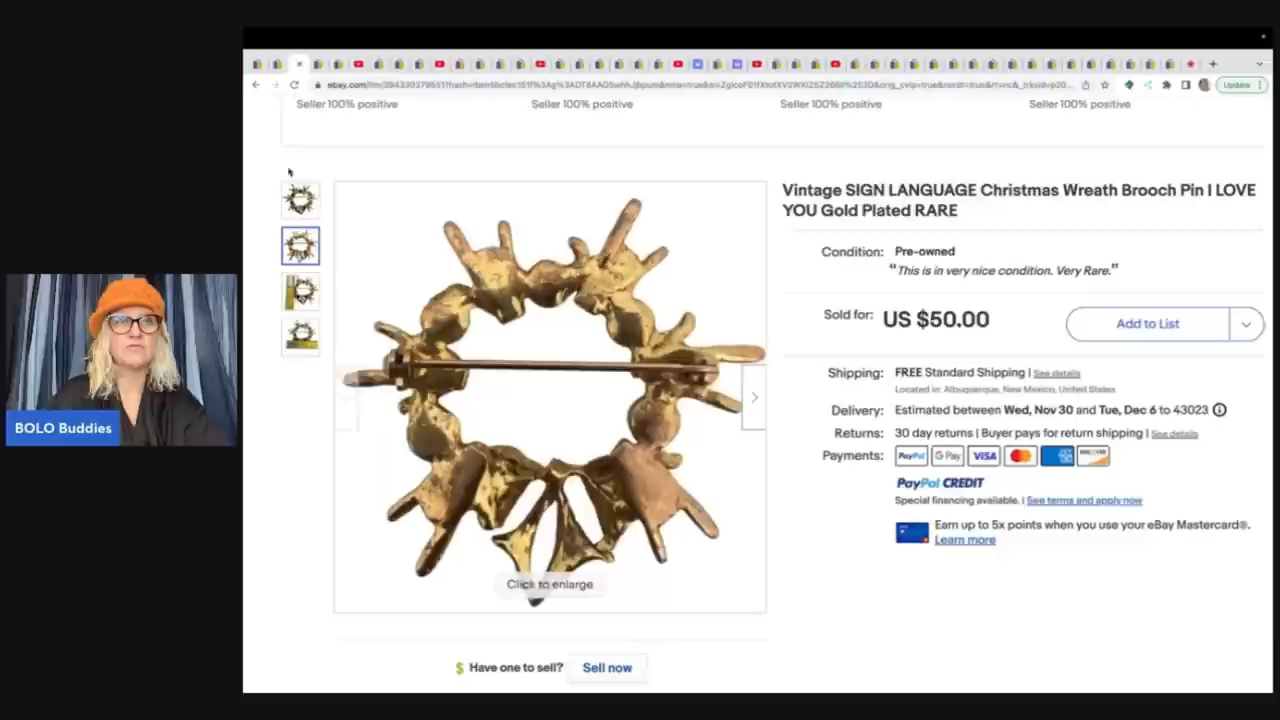 Update
Seller 100% positive
Seller 100% positive
Seller 100% positive
Seller 100% positive
Vintage SIGN LANGUAGE Christmas Wreath Brooch Pin I LOVE
YOU Gold Plated RARE
Condition: Pre-owned
"This is in very nice condition. Very Rare."
Sold for: US $50.00
Add to List
Shipping: FREE Standard Shipping | See details
Located in: Albuquerque, New Mexico, United States
Delivery: Estimated between Wed, Nov 30 and Tue, Dec 6 to 43023
Returns: 30 day returns | Buyer pays for return shipping | See details
Payments: PayPal G Pay VISA DISCOVER
PayPal CREDIT
Special financing available. | See terms and apply now
Earn up to 5x points when you use your eBay Mastercard®.
Learn more
Click to enlarge
$ Have one to sell? Sell now
BOLO Buddies